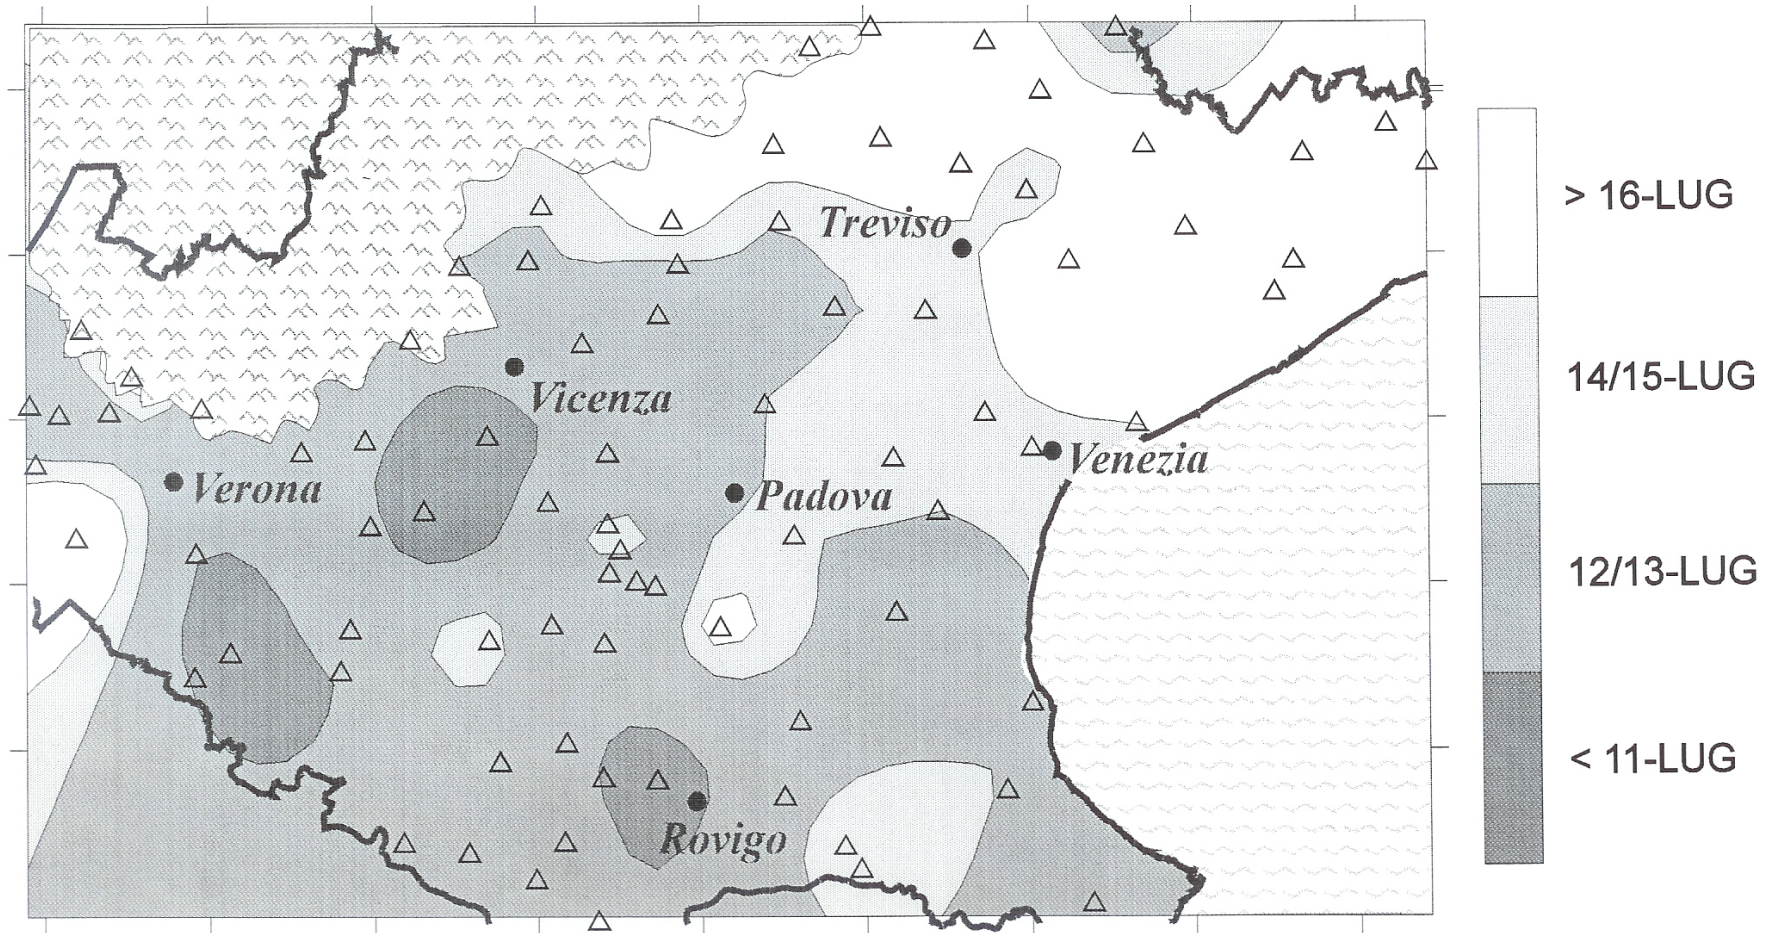 Treviso
> 16-LUG
14/15-LUG
Vicenza
Venezia
Verona
Padova
12/13-LUG
< 11-LUG
Rovigo